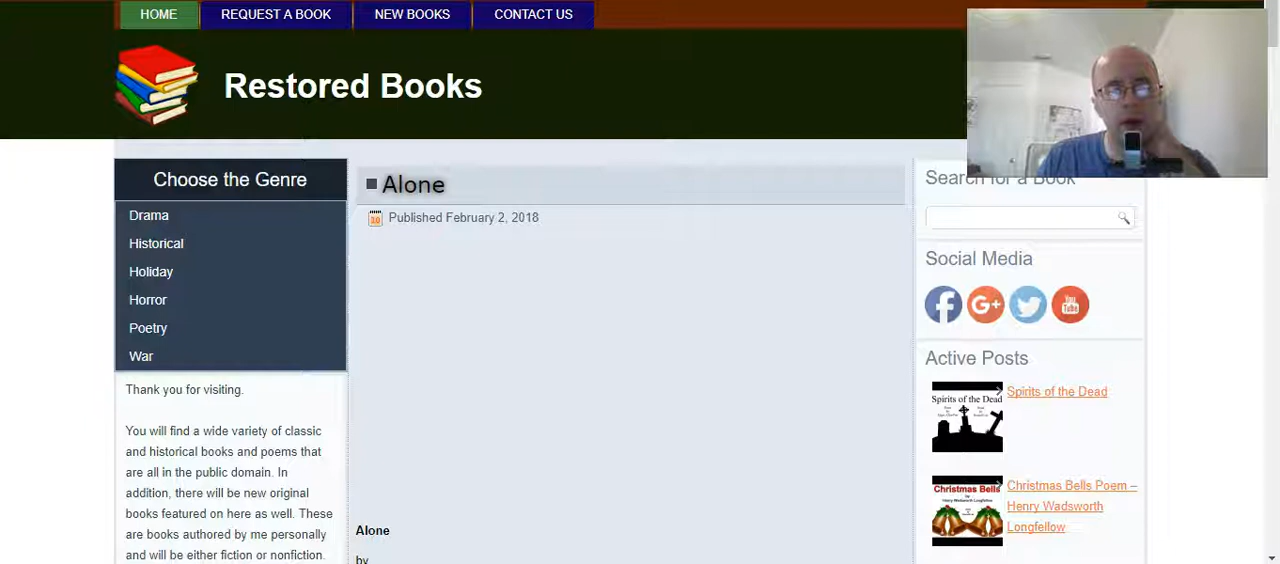 HOME
REQUEST A BOOK
NEW BOOKS
CONTACT US
Restored Books
Choose the Genre
Drama
Historical
Holiday
Horror
Poetry
War
Thank you for visiting.
You will find a wide variety of classic
and historical books and poems that
are all in the public domain. In
addition, there will be new original
books featured on here as well. These
are books authored by me personally
and will be either fiction or nonfiction.
Alone
Published February 2, 2018
Alone
by
Search for a Book
Social Media
You
Tube
Active Posts
Spirits of the Dead
Spirits of the Dead
Christmas Bells
Christmas Bells Poem –
Henry Wadsworth
Longfellow